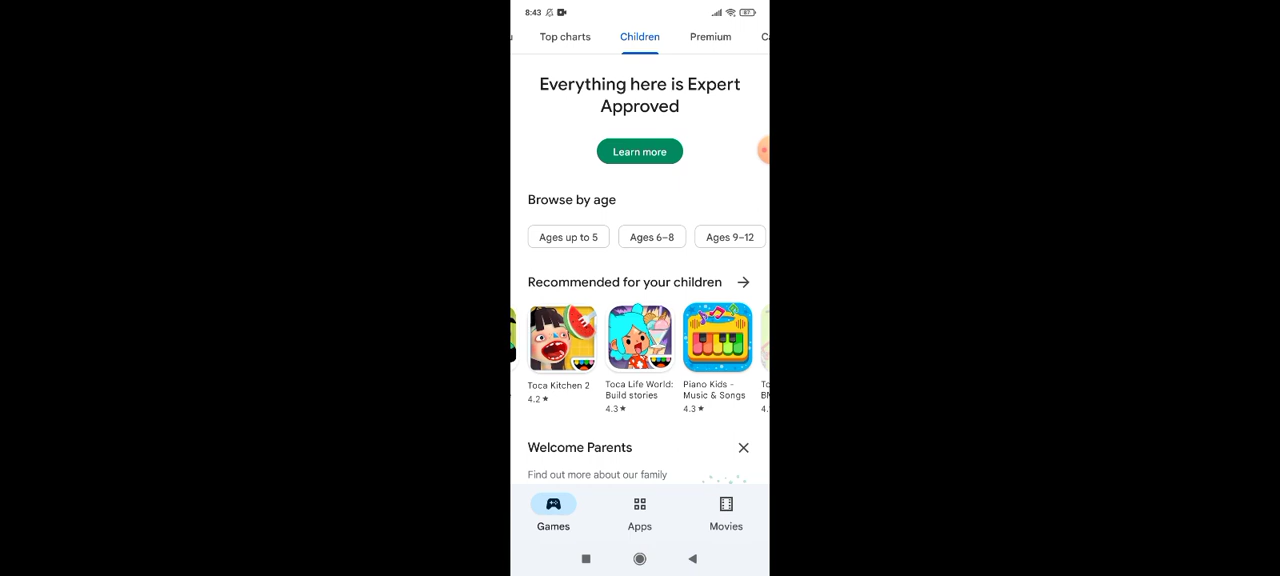 8:43
87
Top charts
Children
Premium
Everything here is Expert
Approved
Learn more
Browse by age
Ages up to 5
Ages 6–8
Ages 9–12
Recommended for your children
Toca Kitchen 2
4.2 ★
Toca Life World:
Build stories
4.3 ★
Piano Kids -
Music & Songs
4.3 ★
Welcome Parents
Find out more about our family
Games
Apps
Movies